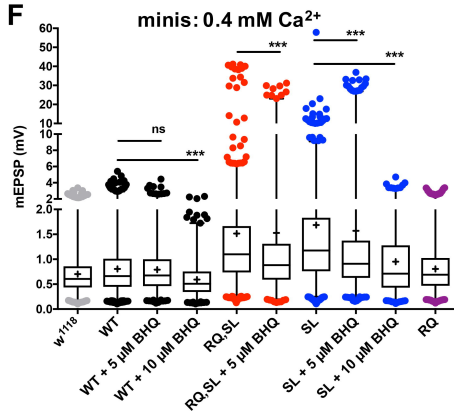 F
minis: 0.4 mM Ca²⁺
mEPSP (mV)
60
50
40
30
20
10
10
8
6
4
2
2.0
1.5
1.0
0.5
0.0
ns
***
***
***
***
w¹¹¹⁸
WT
WT + 5 µM BHQ
WT + 10 µM BHQ
RQ,SL
RQ,SL + 5 µM BHQ
SL
SL + 5 µM BHQ
SL + 10 µM BHQ
RQ